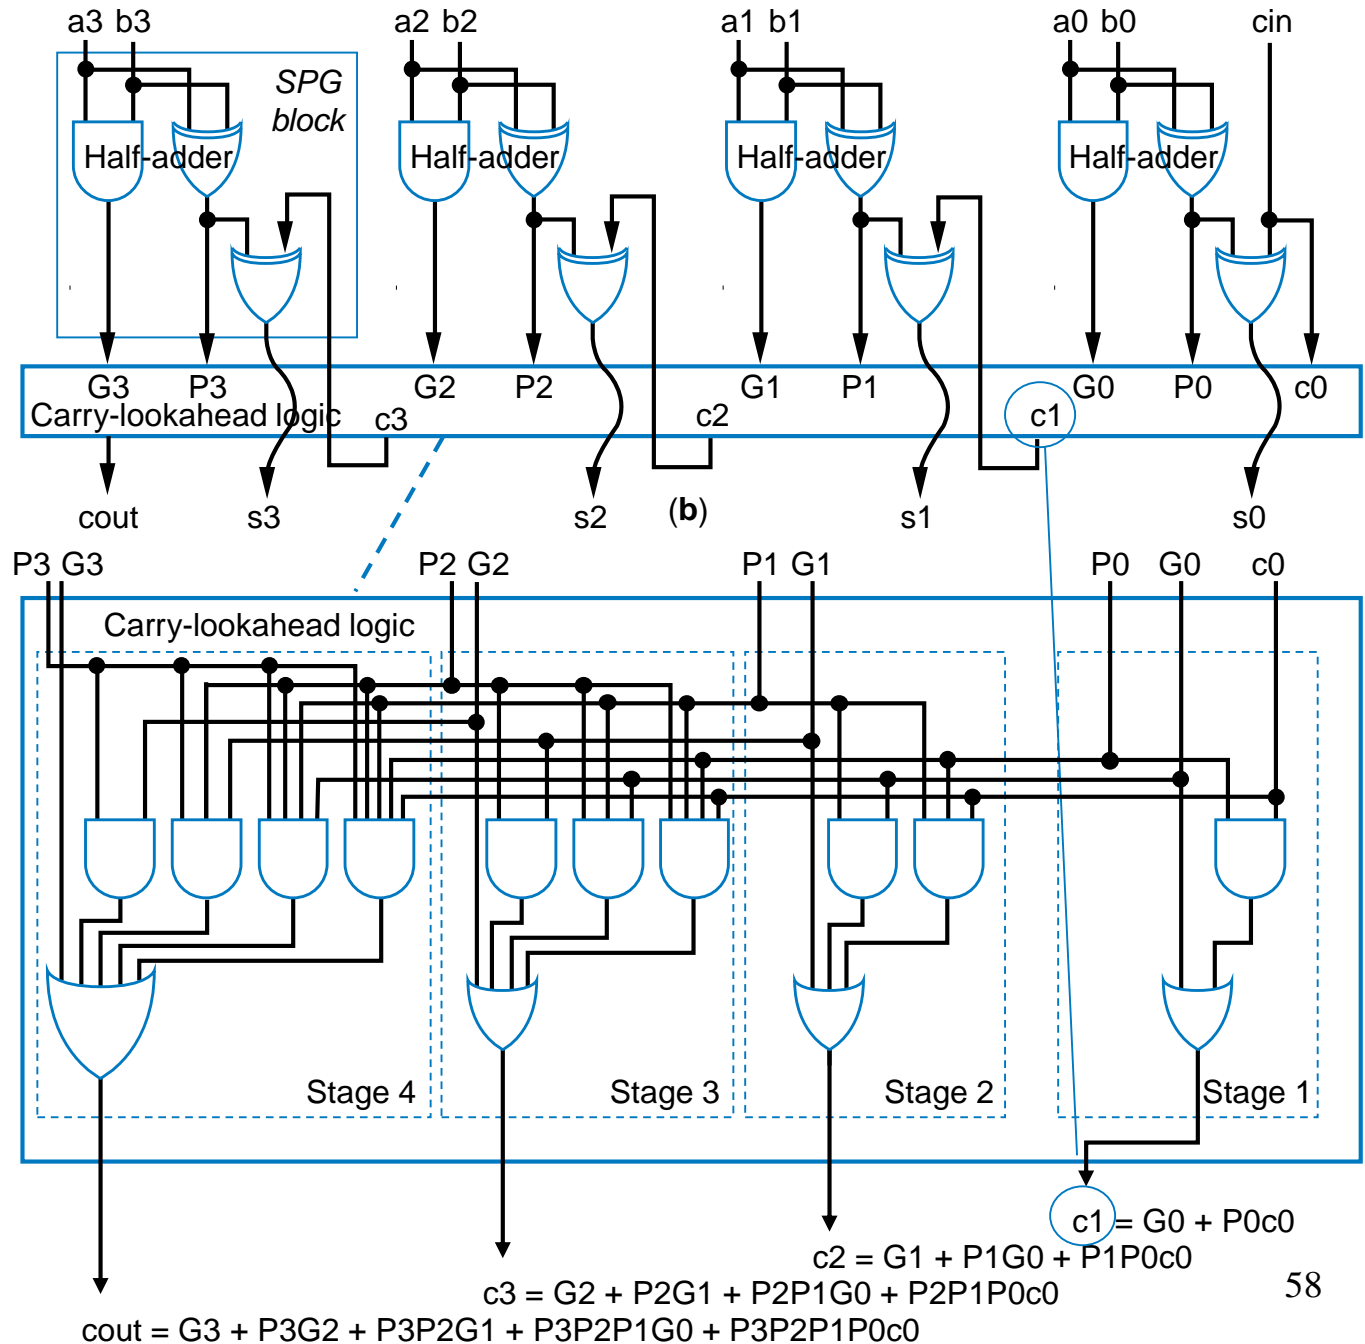 a3 b3 a2 b2 a1 b1 a0 b0 cin
SPG
block
Half-adder Half-adder Half-adder Half-adder
G3 P3 G2 P2 G1 P1 G0 P0 c0
Carry-lookahead logic c3 c2 c1
cout s3 s2 (b) s1 s0
P3 G3 P2 G2 P1 G1 P0 G0 c0
Carry-lookahead logic
Stage 4 Stage 3 Stage 2 Stage 1
c1 = G0 + P0c0
c2 = G1 + P1G0 + P1P0c0
c3 = G2 + P2G1 + P2P1G0 + P2P1P0c0
58
cout = G3 + P3G2 + P3P2G1 + P3P2P1G0 + P3P2P1P0c0